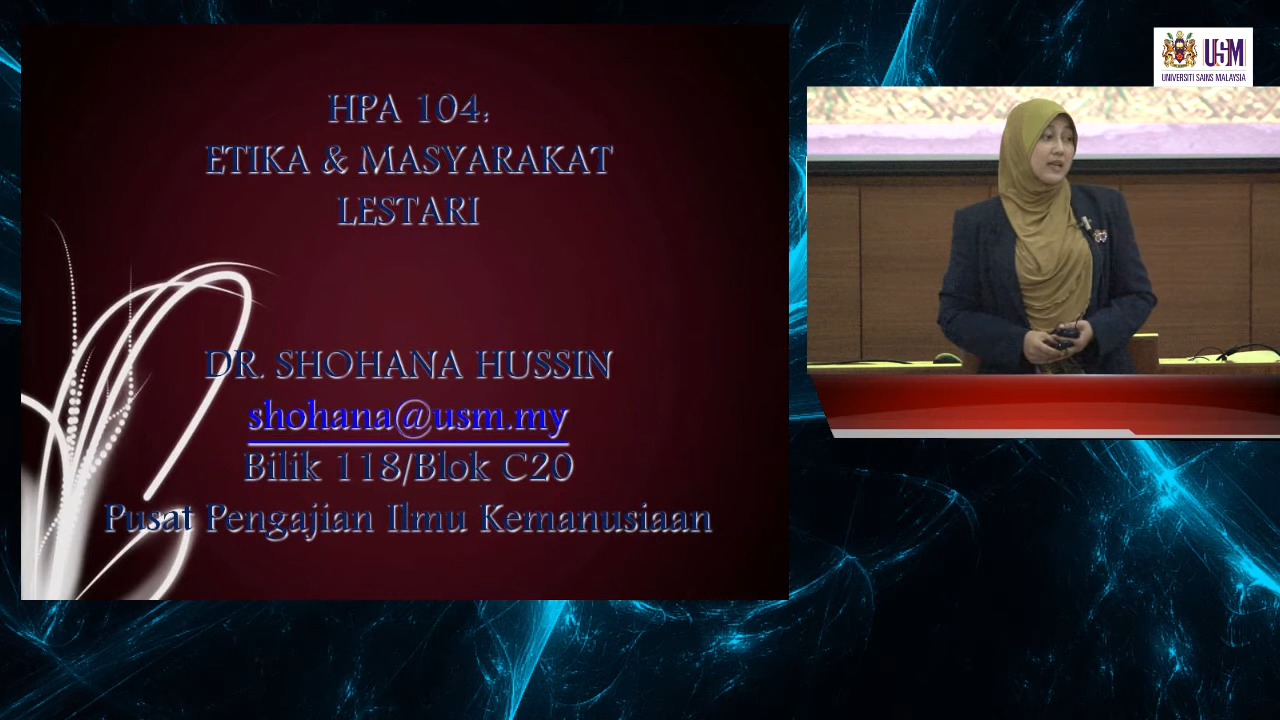 HPA 104:
ETIKA & MASYARAKAT
LESTARI
DR. SHOHANA HUSSIN
shohana@usm.my
Bilik 118/Blok C20
Pusat Pengajian Ilmu Kemanusiaan
USM
UNIVERSITI SAINS MALAYSIA